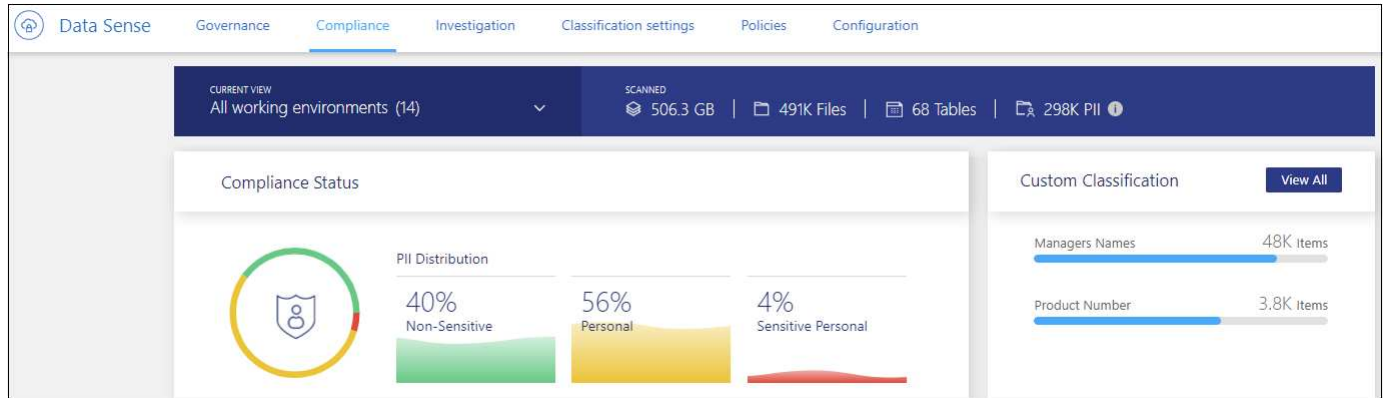 Data Sense Governance Compliance Investigation Classification settings Policies Configuration
CURRENT VIEW
All working environments (14)
SCANNED
506.3 GB | 491K Files | 68 Tables | 298K PII
Compliance Status
PII Distribution
40%
Non-Sensitive
56%
Personal
4%
Sensitive Personal
Custom Classification View All
Managers Names 48K Items
Product Number 3.8K Items